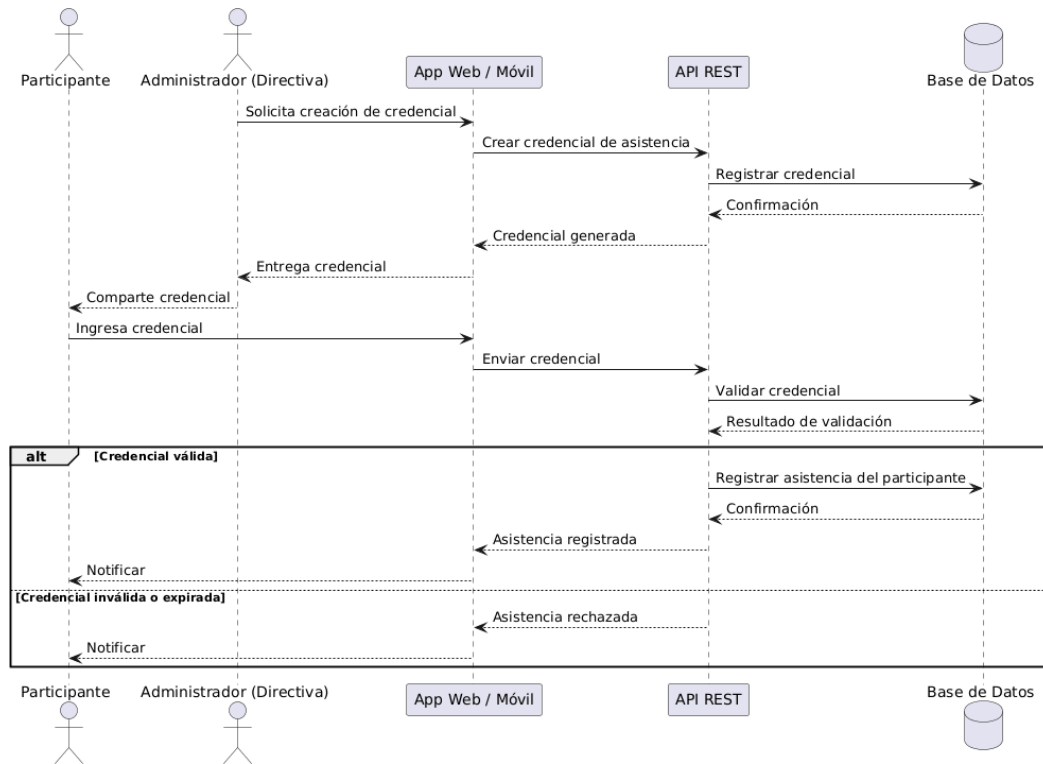 Participante
Administrador (Directiva)
App Web / Móvil
API REST
Base de Datos
Solicita creación de credencial
Crear credencial de asistencia
Registrar credencial
Confirmación
Credencial generada
Entrega credencial
Comparte credencial
Ingresa credencial
Enviar credencial
Validar credencial
Resultado de validación
alt
[Credencial válida]
Registrar asistencia del participante
Confirmación
Asistencia registrada
Notificar
[Credencial inválida o expirada]
Asistencia rechazada
Notificar
Participante
Administrador (Directiva)
App Web / Móvil
API REST
Base de Datos